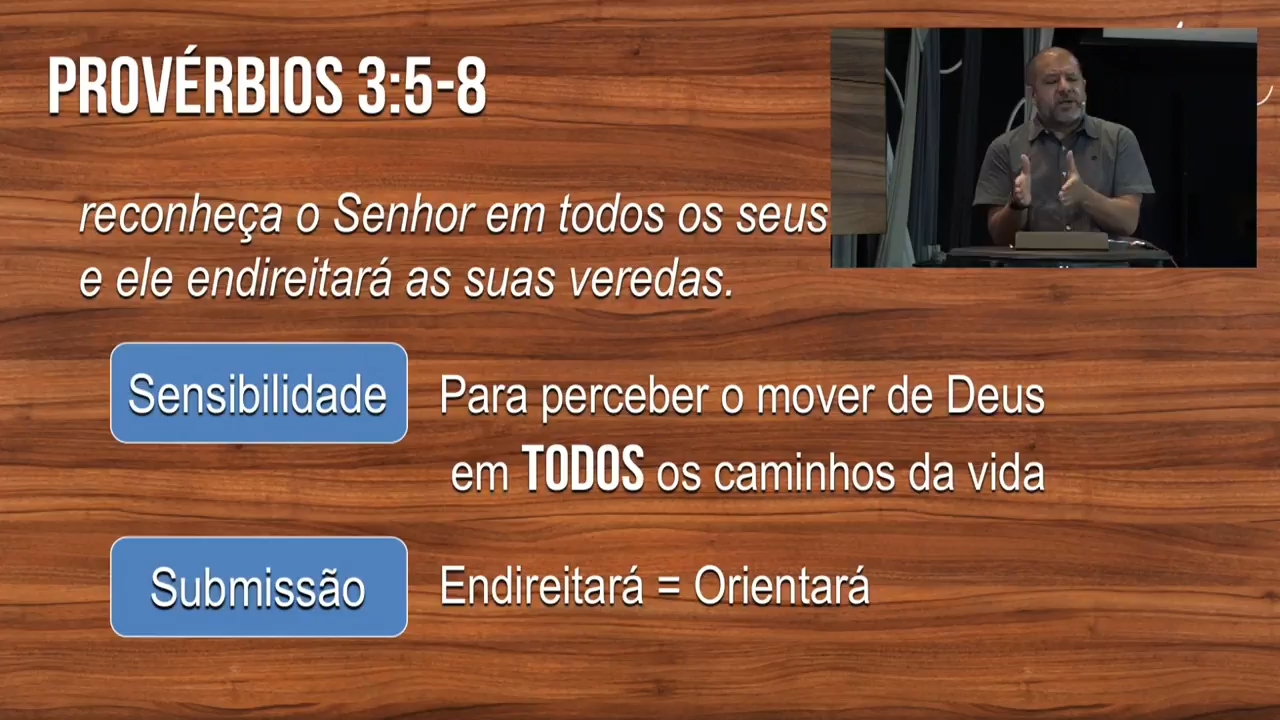 PROVÉRBIOS 3:5-8
reconheça o Senhor em todos os seus
e ele endireitará as suas veredas.
Sensibilidade
Para perceber o mover de Deus
em TODOS os caminhos da vida
Submissão
Endireitará = Orientará